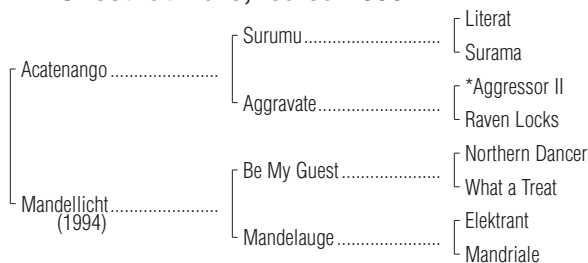 Literat
Surumu
Surama
Acatenango
*Aggressor II
Aggravate
Raven Locks
Northern Dancer
Be My Guest
What a Treat
Mandellicht
(1994)
Elektrant
Mandelauge
Mandriale